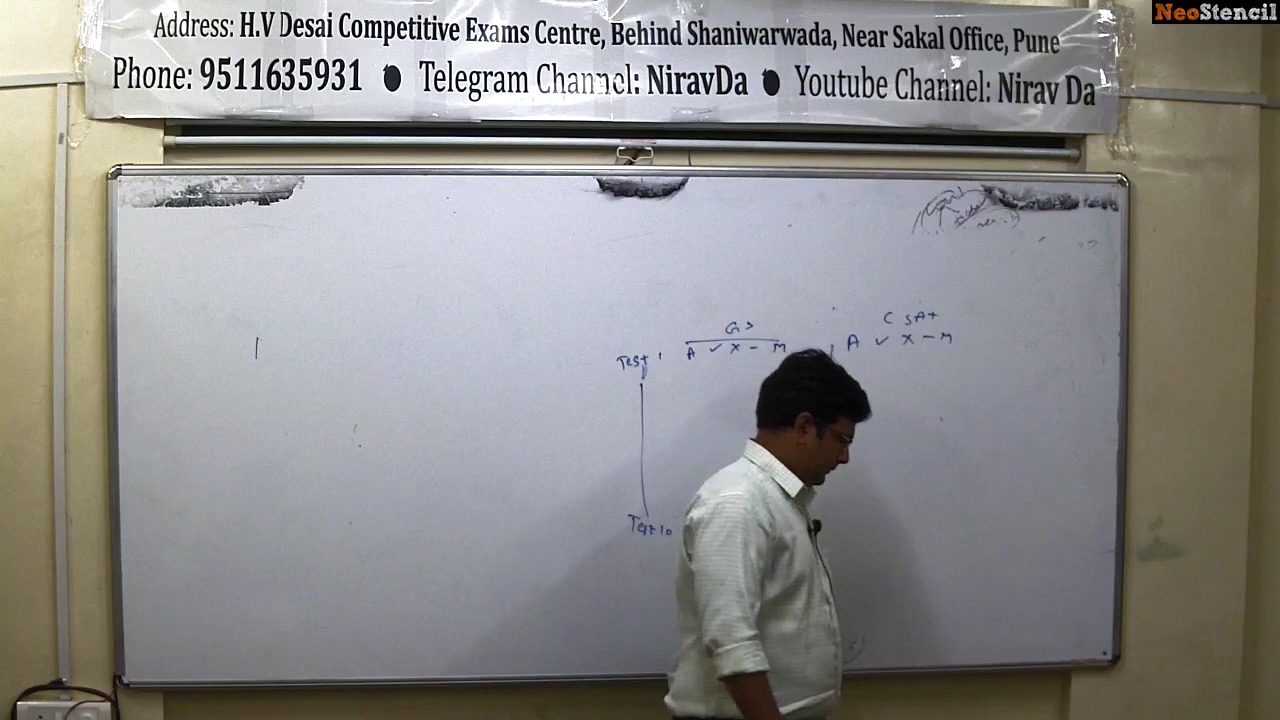 NeoStencil
Address: H.V Desai Competitive Exams Centre, Behind Shaniwarwada, Near Sakal Office, Pune
Phone: 9511635931 ● Telegram Channel: NiravDa ● Youtube Channel: Nirav Da
GS
CSAT
Test 1 A ✓ X - M
A ✓ X - M
Test 10